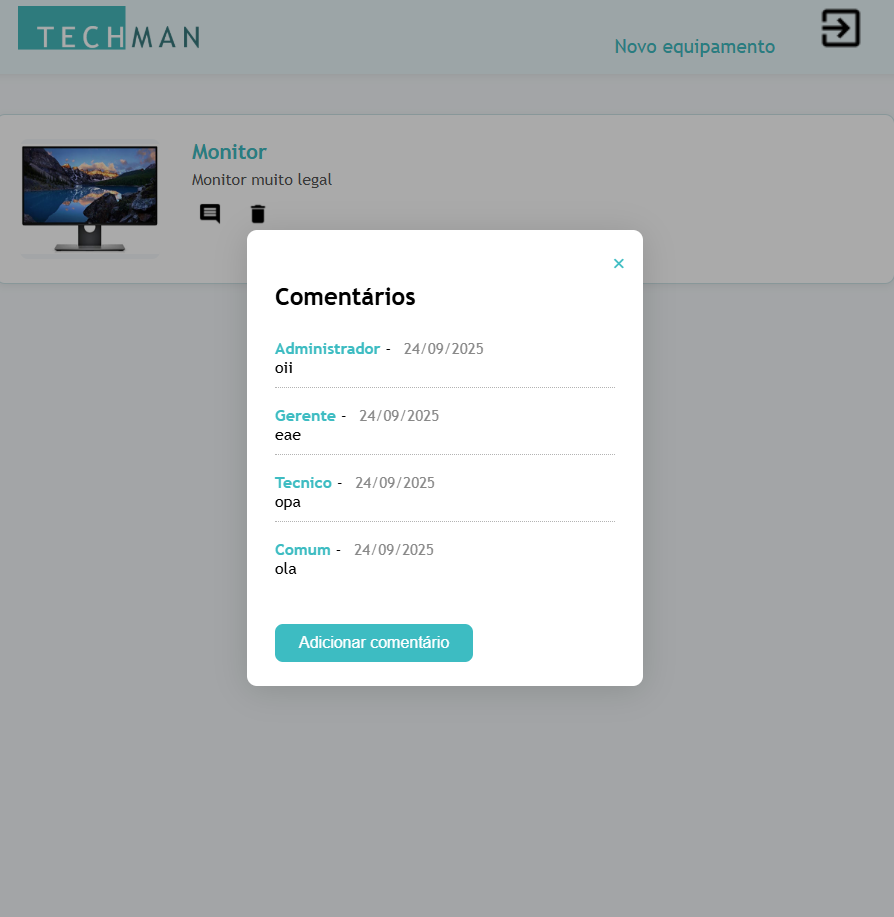 TECHMAN
Novo equipamento
Monitor
Monitor muito legal
×
Comentários
Administrador - 24/09/2025
oii
Gerente - 24/09/2025
eae
Tecnico - 24/09/2025
opa
Comum - 24/09/2025
ola
Adicionar comentário